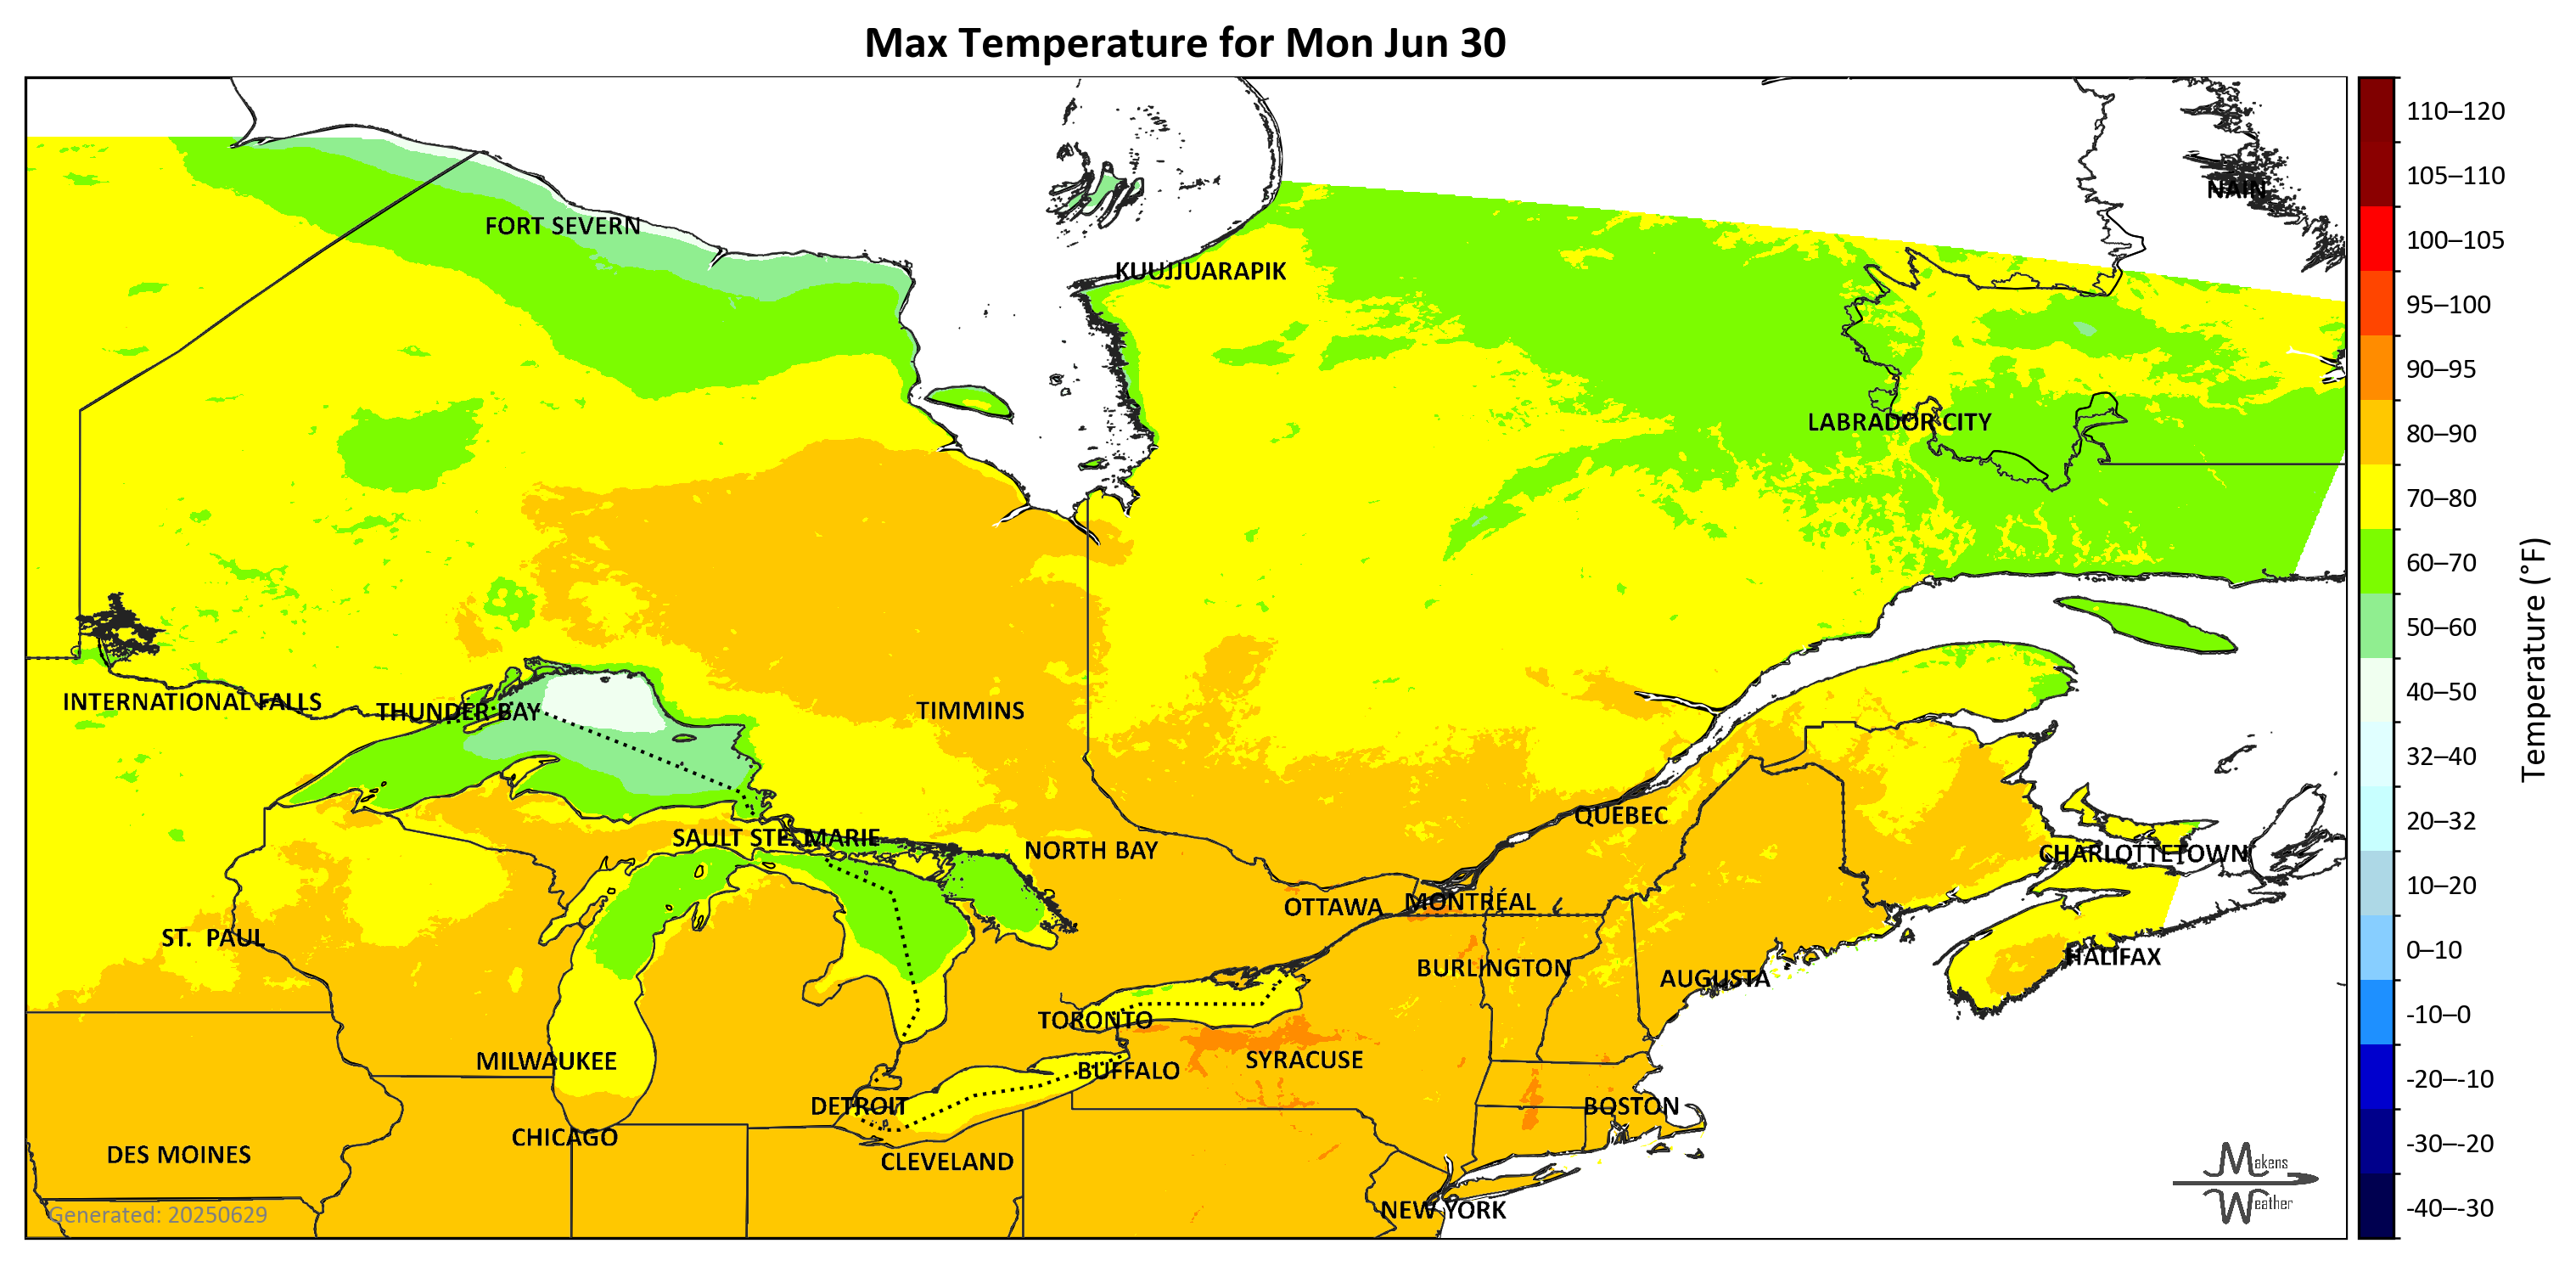 Max Temperature for Mon Jun 30
110–120
105–110
NAIN
FORT SEVERN
100–105
KUUJJUARAPIK
95–100
90–95
LABRADOR CITY
80–90
70–80
60–70
50–60
INTERNATIONAL FALLS
THUNDER BAY
TIMMINS
40–50
32–40
QUEBEC
20–32
SAULT STE. MARIE
NORTH BAY
CHARLOTTETOWN
10–20
OTTAWA
MONTRÉAL
ST. PAUL
0–10
HALIFAX
BURLINGTON
AUGUSTA
-10–0
TORONTO
MILWAUKEE
SYRACUSE
BUFFALO
-20–-10
DETROIT
BOSTON
CHICAGO
-30–-20
DES MOINES
CLEVELAND
Makens
Weather
NEW YORK
-40–-30
Generated: 20250629
Temperature (°F)